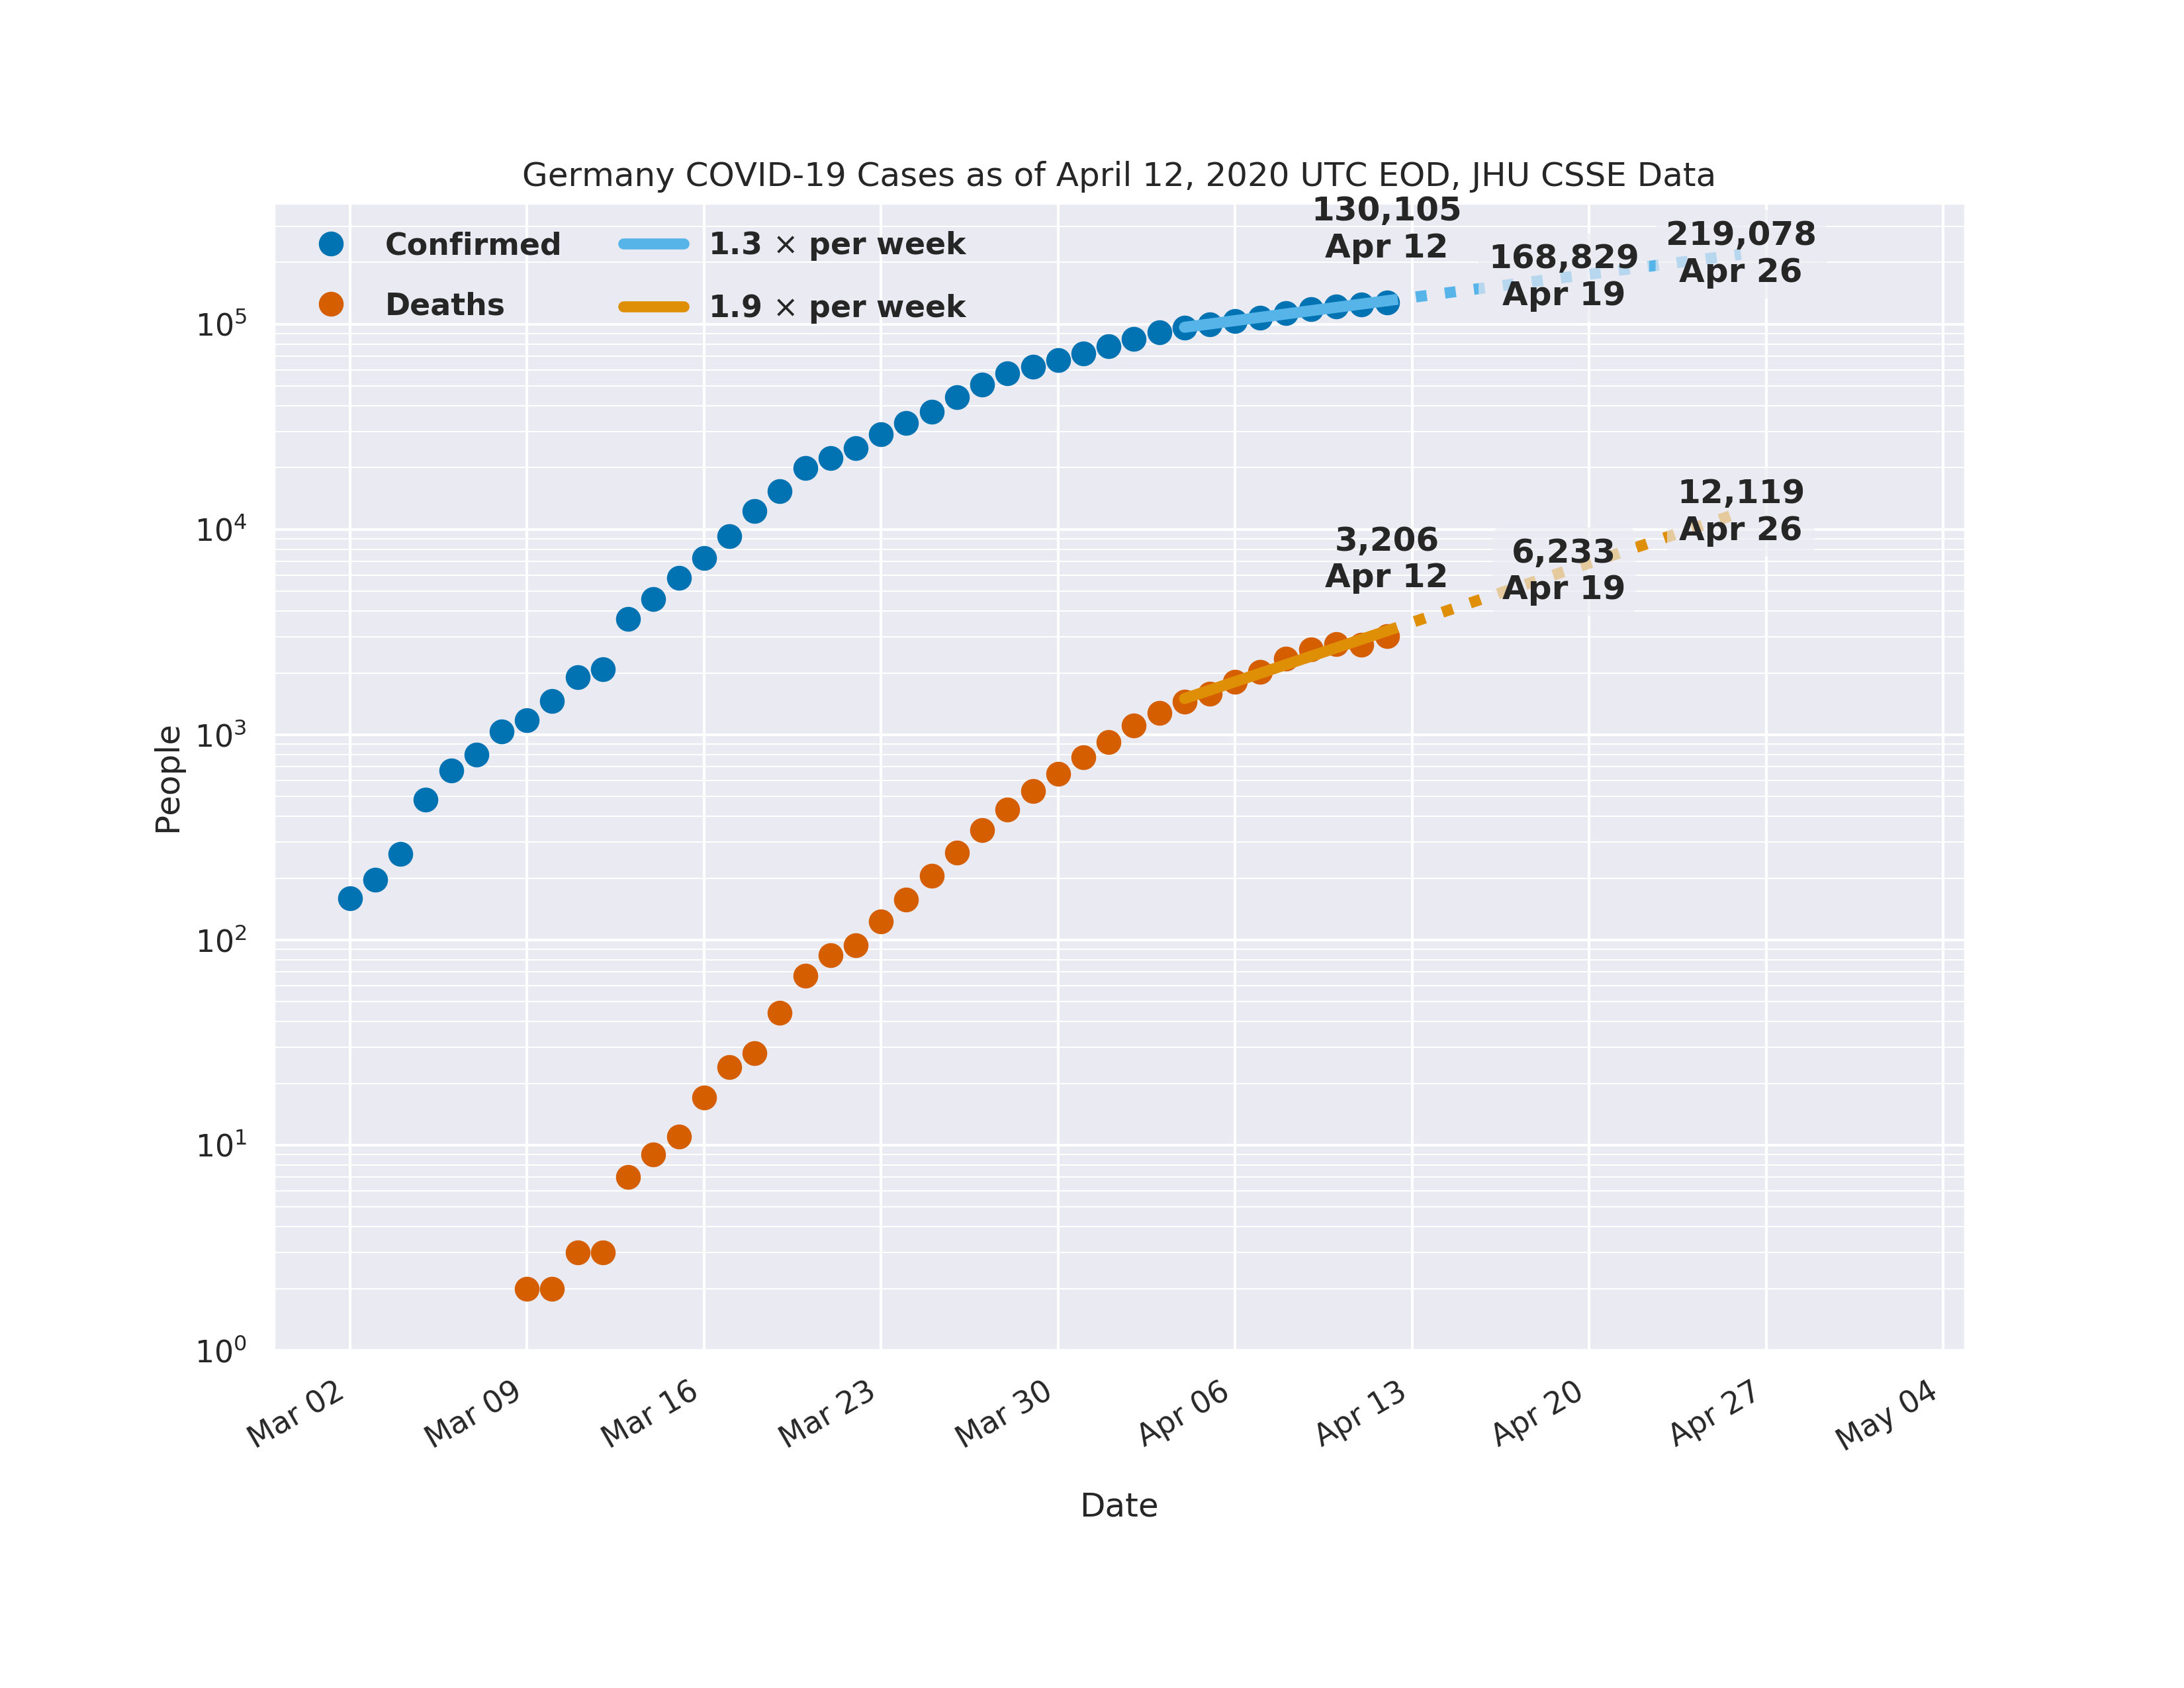 Germany COVID-19 Cases as of April 12, 2020 UTC EOD, JHU CSSE Data
Confirmed
Deaths
1.3 × per week
1.9 × per week
130,105
Apr 12
168,829
Apr 19
219,078
Apr 26
3,206
Apr 12
6,233
Apr 19
12,119
Apr 26
People
10⁵
10⁴
10³
10²
10¹
10⁰
Mar 02
Mar 09
Mar 16
Mar 23
Mar 30
Apr 06
Apr 13
Apr 20
Apr 27
May 04
Date